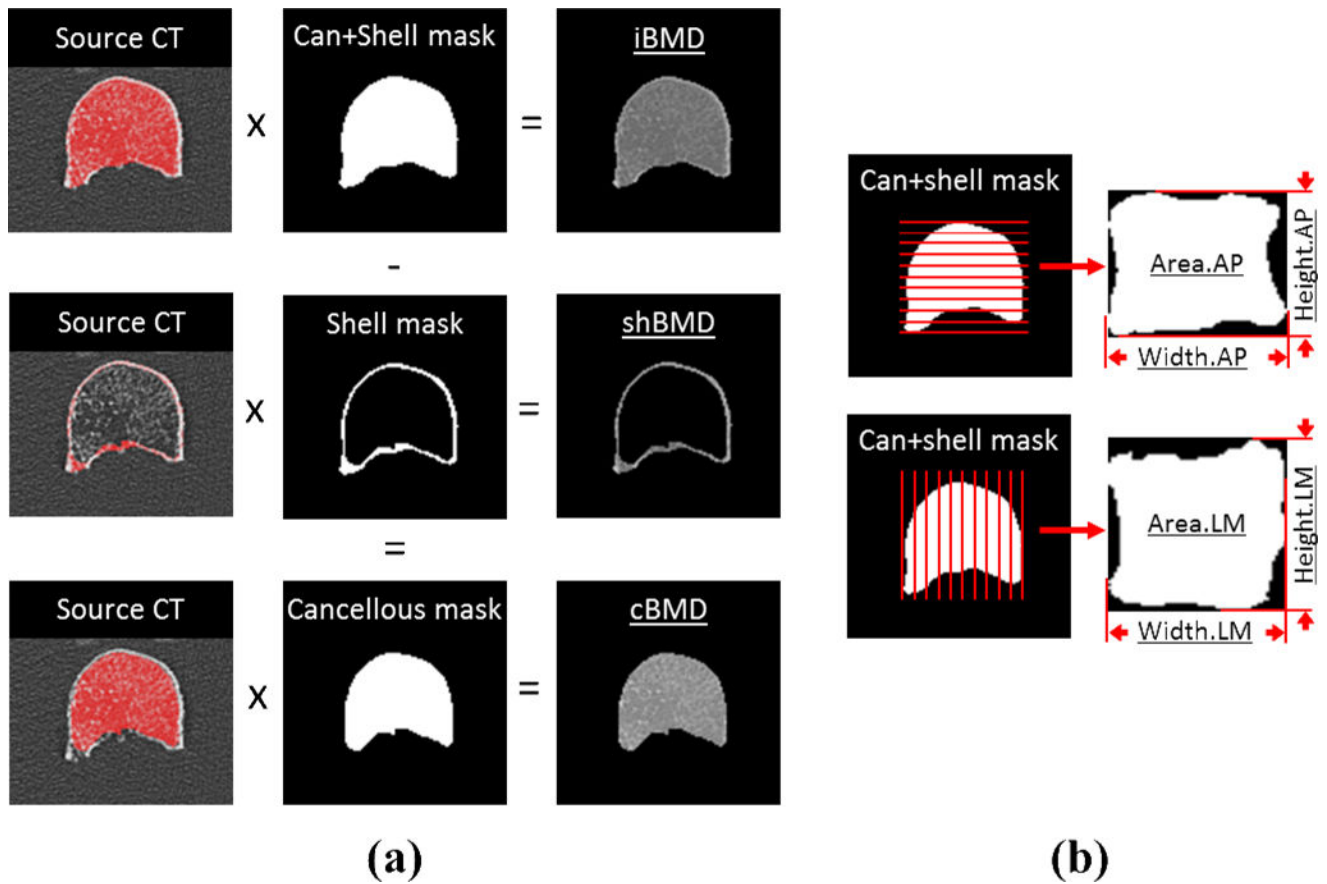 Source CT
Can+Shell mask
iBMD
x
=
-
Source CT
Shell mask
shBMD
x
=
=
Source CT
Cancellous mask
cBMD
x
=
(a)
Can+shell mask
Area.AP
Height.AP
Width.AP
Can+shell mask
Area.LM
Height.LM
Width.LM
(b)